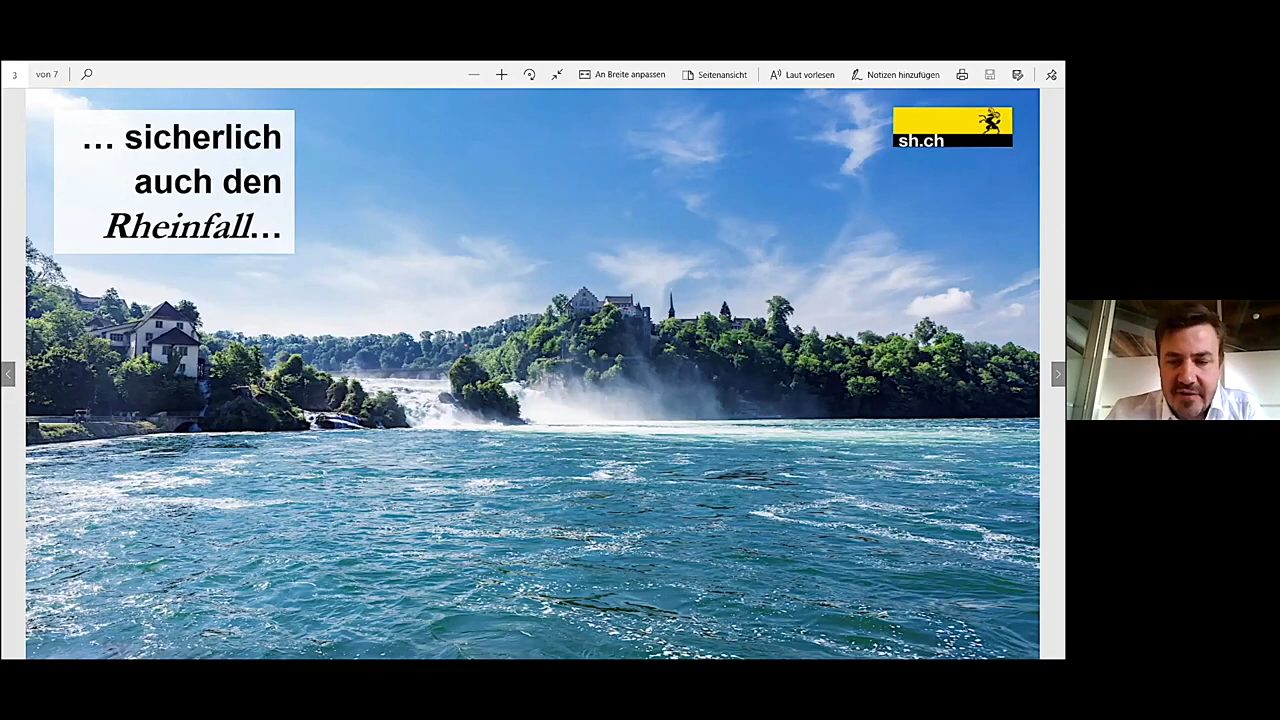 3 von 7
An Breite anpassen
Seitenansicht
Laut vorlesen
Notizen hinzufügen
… sicherlich
auch den
Rheinfall…
sh.ch